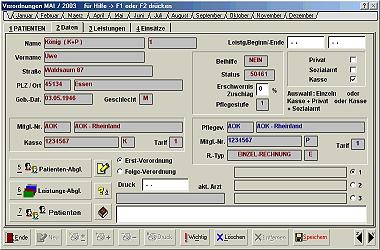 Verordnungen MAI / 2003 für Hilfe -> F1 oder F2 drücken
Januar Februar Maerz April Mai Juni Juli August September Oktober November Dezember
1 PATIENTEN 2 Daten 3 Leistungen 4 Einsätze
Name König (K+P) 1
Vorname Uwe
Straße Waldsaum 87
PLZ / Ort 45134 Essen
Geb.-Dat. 03.05.1946 Geschlecht M
Leistg.Beginn/-Ende . . . .
Beihilfe NEIN
Status 50461
Erschwernis Zuschlag 0 %
Pflegestufe 1
Privat
Sozialamt
Kasse
Auswahl: Einzeln oder
Kasse + Privat oder Kasse
+ Sozialamt
Mitgl.-Nr. AOK AOK - Rheinland
Kasse 1234567 K Tarif 1
Pflegev. AOK AOK - Rheinland
Mitgl.-Nr. 1234567 P Tarif 1
R.-Typ EINZEL-RECHNUNG E
5 Patienten-Abgl.
6 Leistungs-Abgl.
7 Patienten
Erst-Verordnung
Folge-Verordnung
Druck . . akt. Arzt
1
2
3
Ende Neu Druck Wichtig Löschen Entfernen Speichern